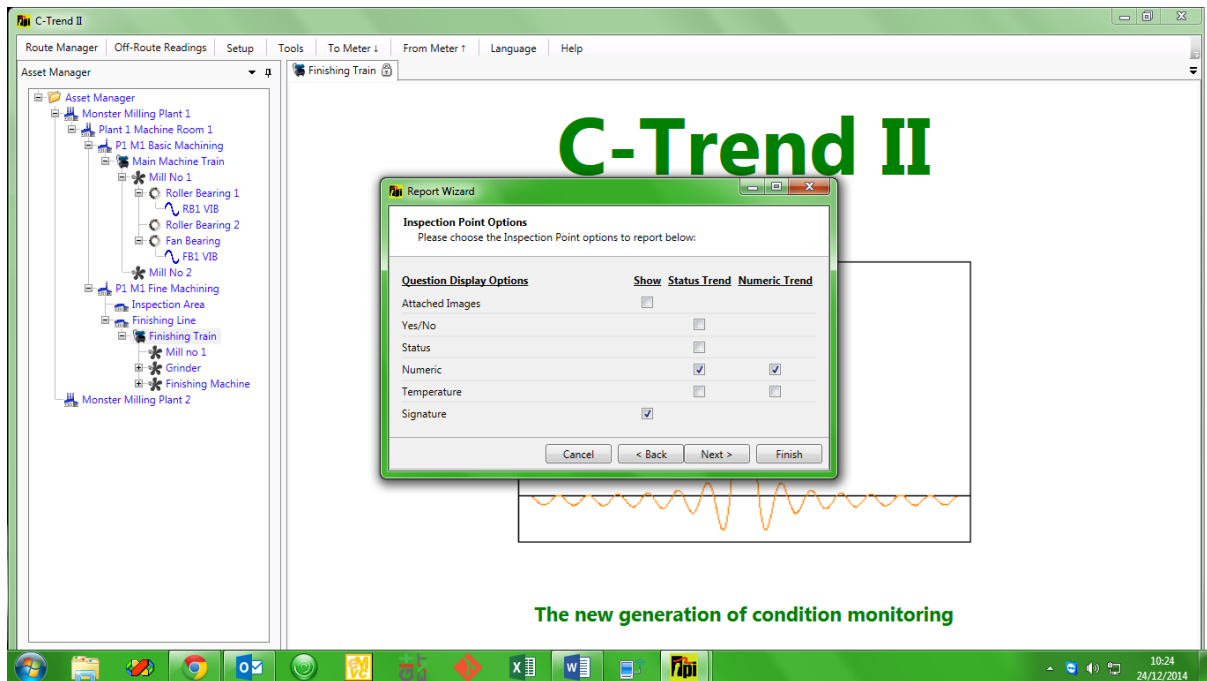 C-Trend II
Route Manager Off-Route Readings Setup Tools To Meter ↓ From Meter ↑ Language Help
Asset Manager
Finishing Train
Asset Manager
Monster Milling Plant 1
Plant 1 Machine Room 1
P1 M1 Basic Machining
Main Machine Train
Mill No 1
Roller Bearing 1
RB1 VIB
Roller Bearing 2
Fan Bearing
FB1 VIB
Mill No 2
P1 M1 Fine Machining
Inspection Area
Finishing Line
Finishing Train
Mill no 1
Grinder
Finishing Machine
Monster Milling Plant 2
C-Trend II
Report Wizard
Inspection Point Options
Please choose the Inspection Point options to report below:
Question Display Options Show Status Trend Numeric Trend
Attached Images
Yes/No
Status
Numeric
Temperature
Signature
Cancel < Back Next > Finish
The new generation of condition monitoring
10:24
24/12/2014